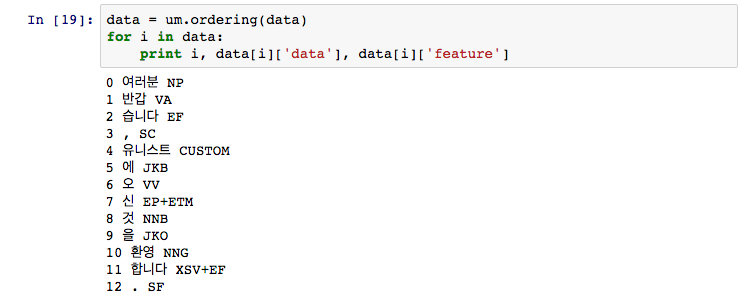 In [19]: data = um.ordering(data)
for i in data:
    print i, data[i]['data'], data[i]['feature']
0 여러분 NP
1 반갑 VA
2 습니다 EF
3 , SC
4 유니스트 CUSTOM
5 에 JKB
6 오 VV
7 신 EP+ETM
8 것 NNB
9 을 JKO
10 환영 NNG
11 합니다 XSV+EF
12 . SF